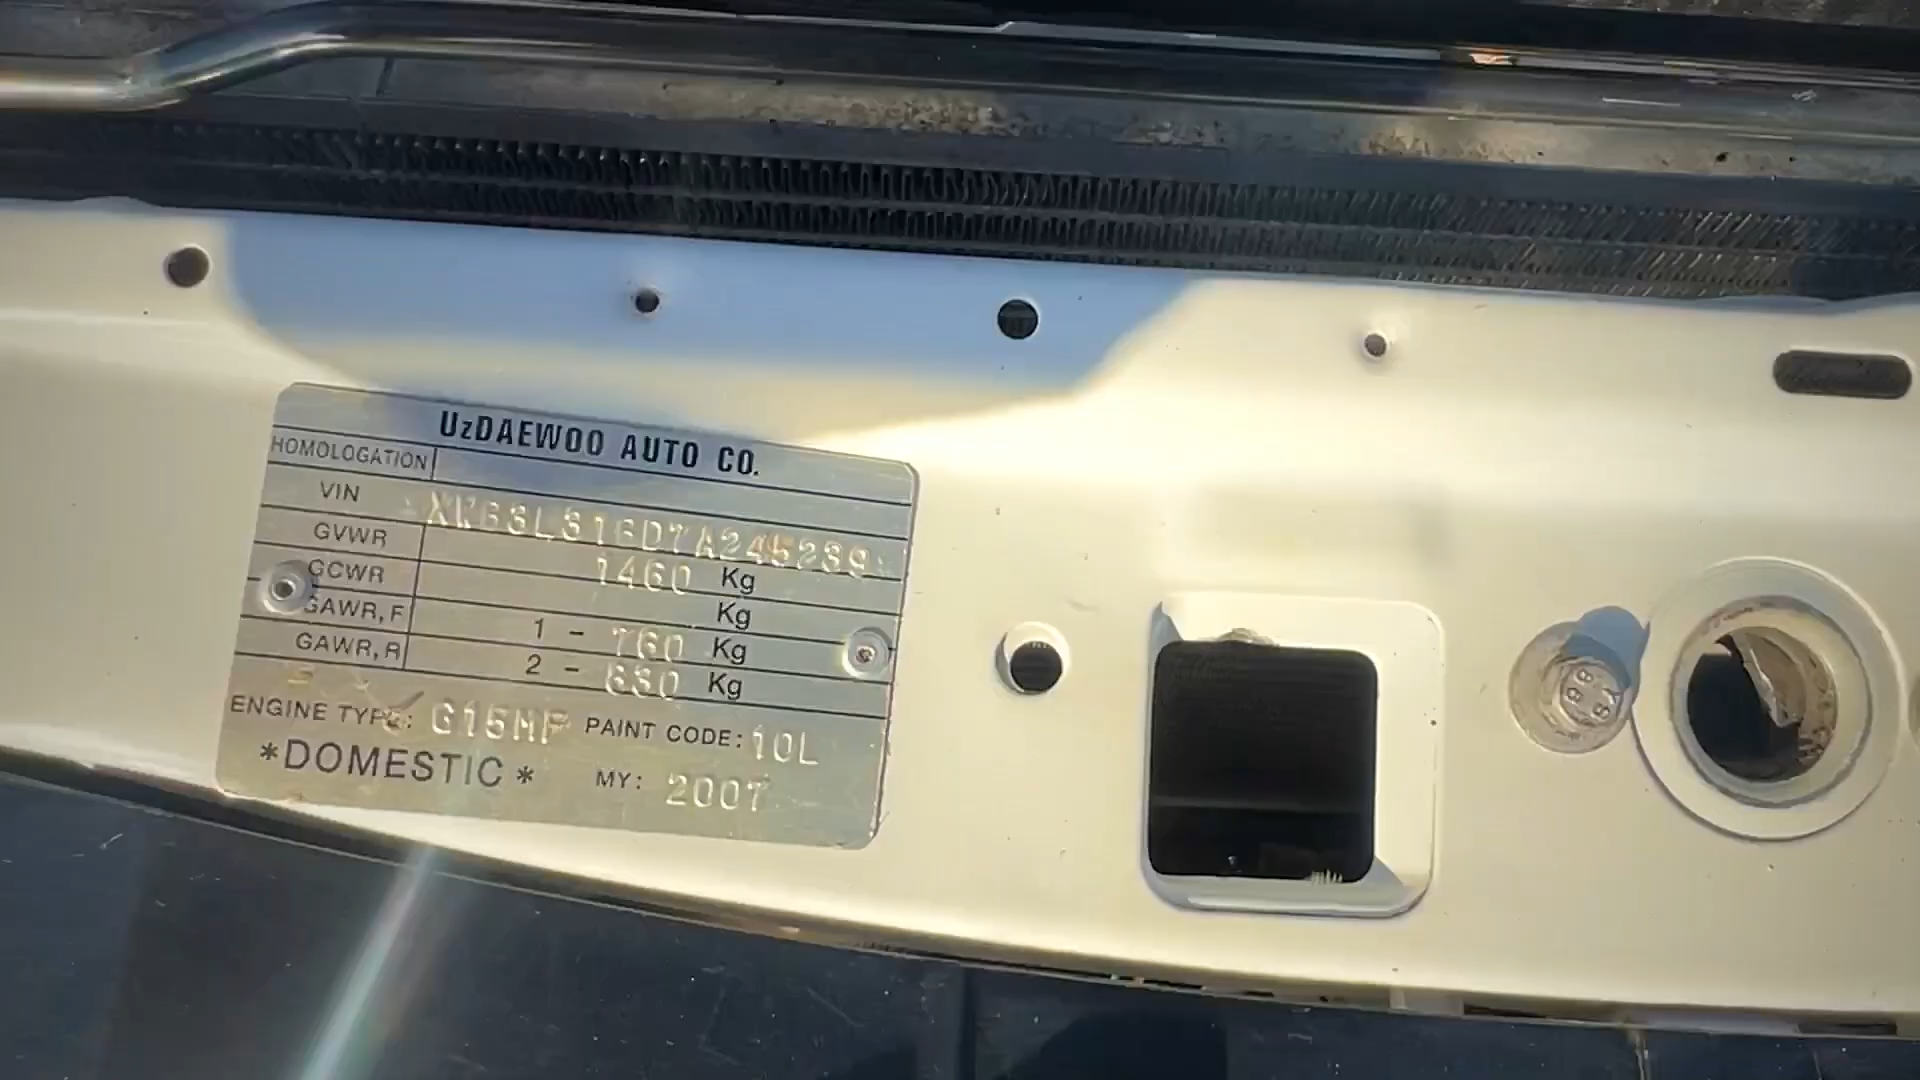 UzDAEWOO AUTO CO.
HOMOLOGATION
VIN XWB3L31BD7A245239
GVWR 1460 Kg
GCWR Kg
GAWR,F 1 - 760 Kg
GAWR,R 2 - 830 Kg
ENGINE TYPE: G15MF PAINT CODE: 10L
*DOMESTIC* MY: 2007